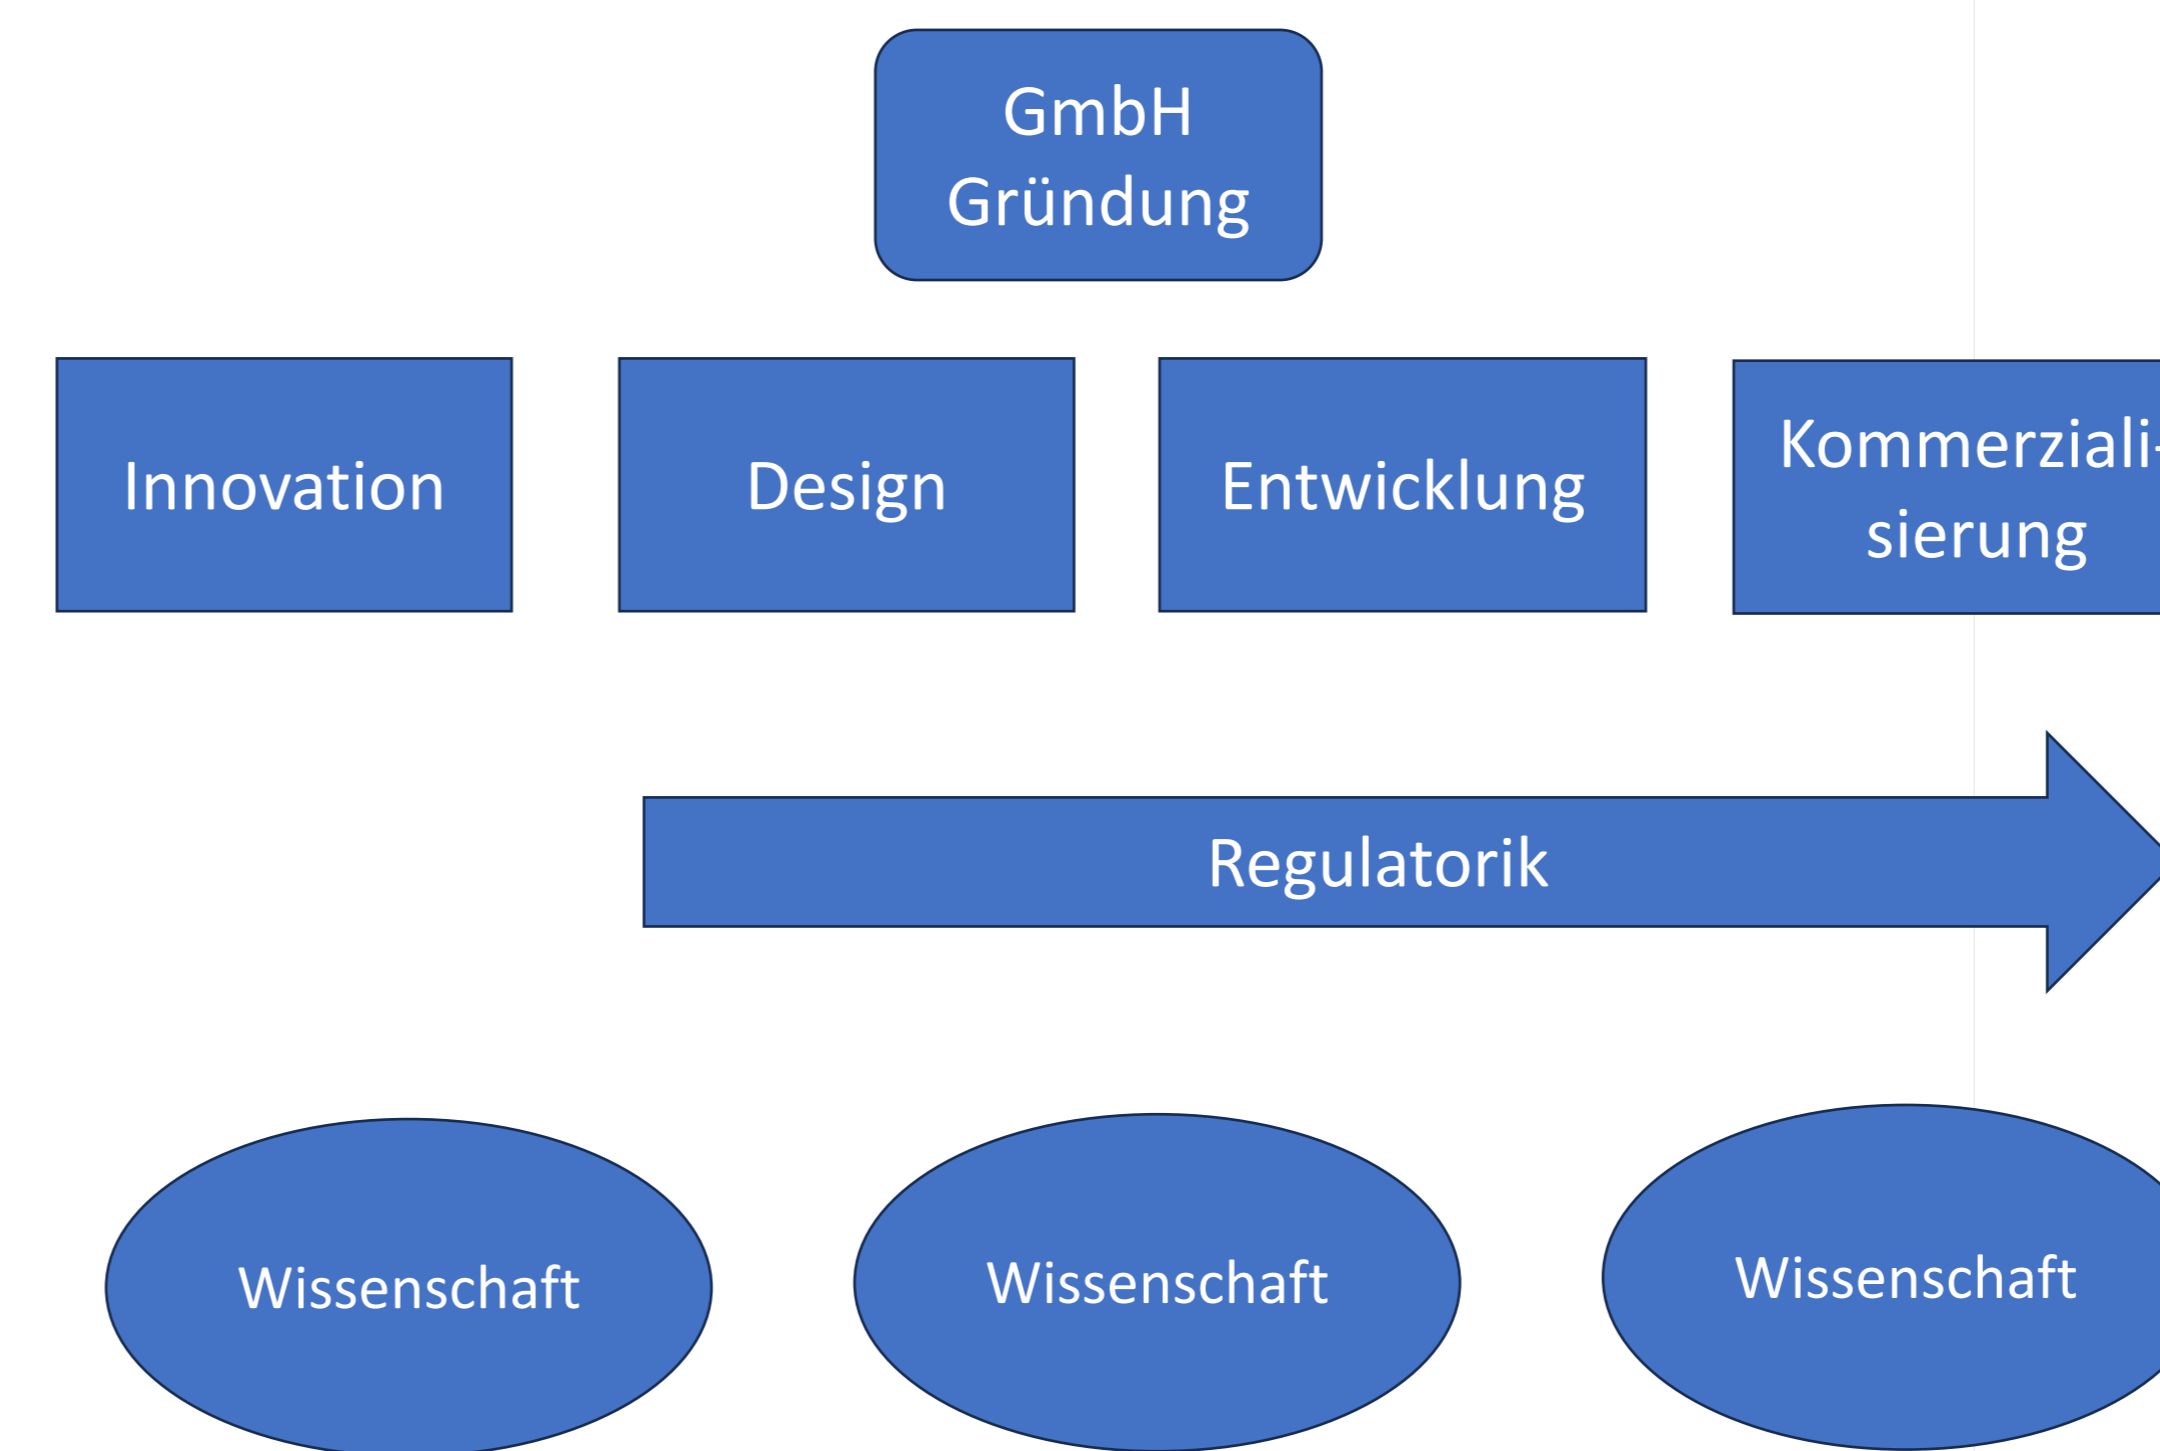 GmbH
Gründung
Innovation
Design
Entwicklung
Kommerziali-
sierung
Regulatorik
Wissenschaft
Wissenschaft
Wissenschaft